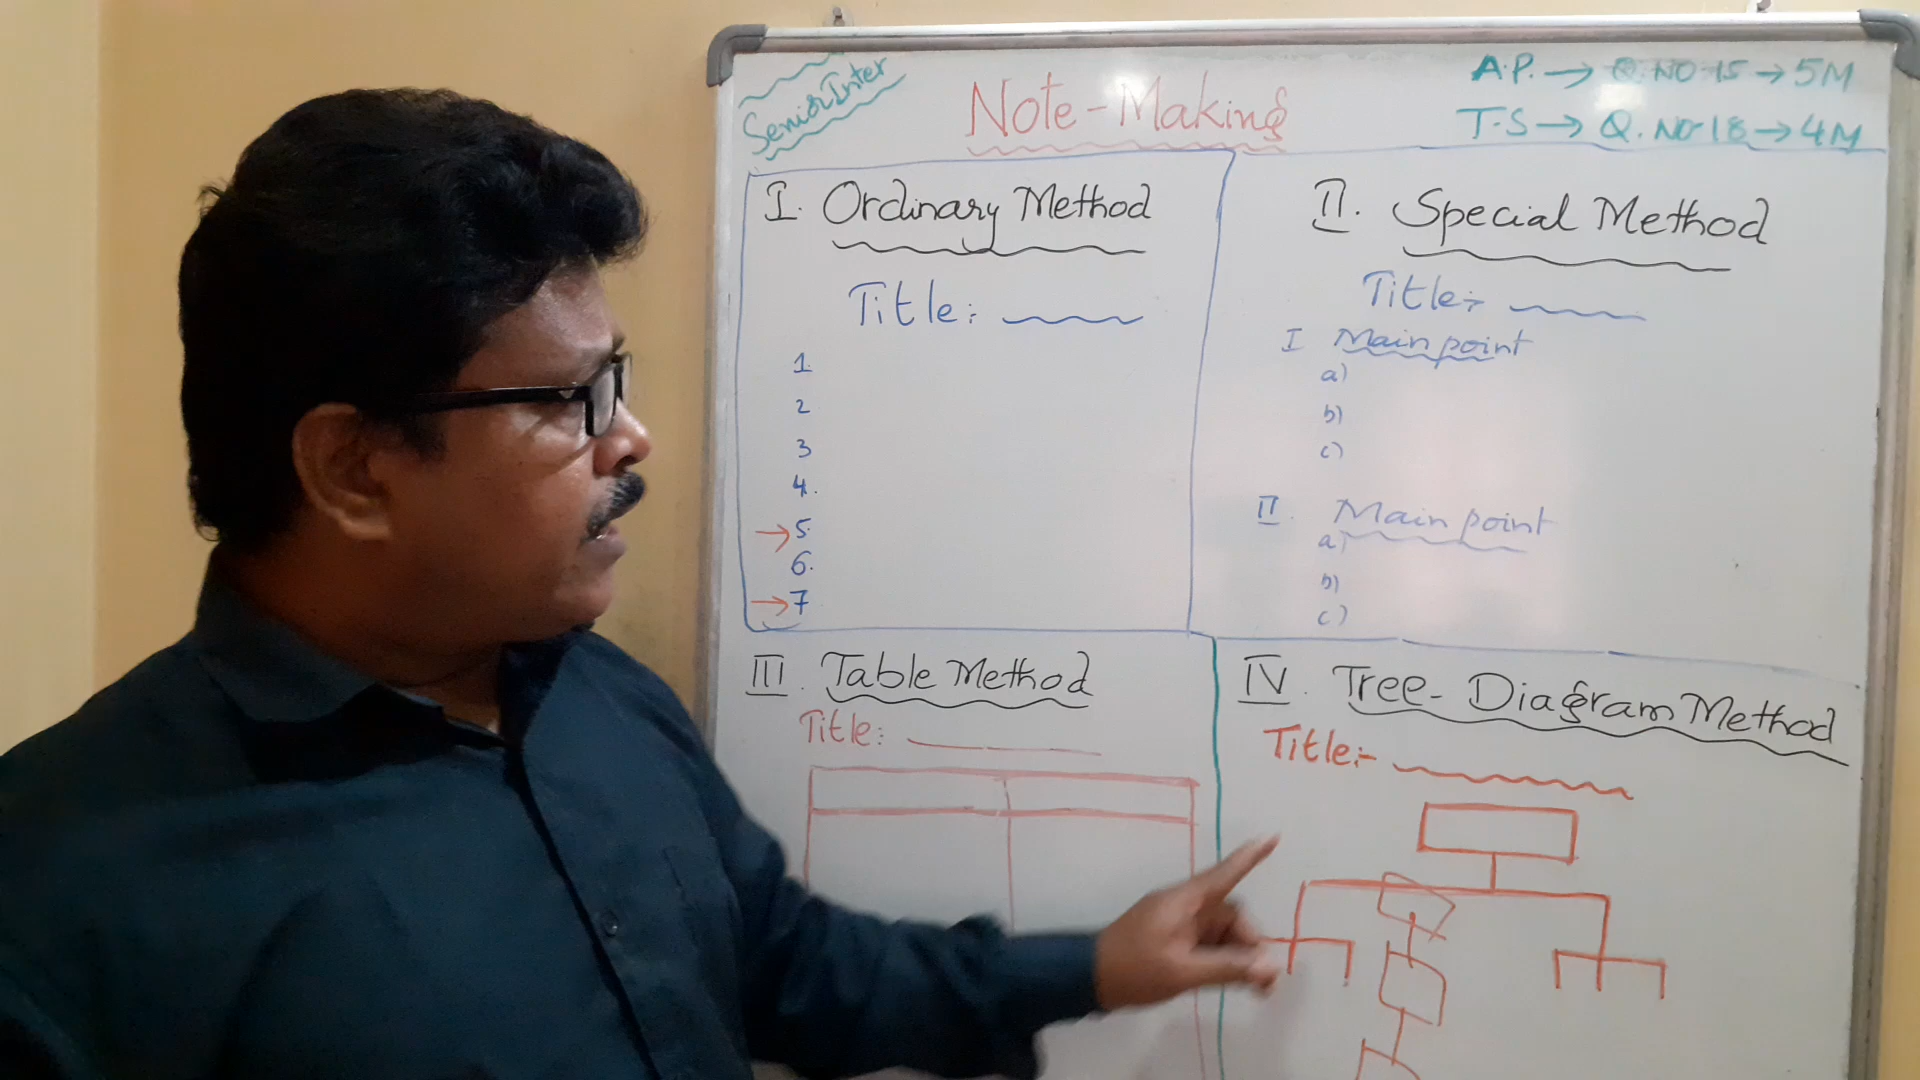 Senior Inter
Note-Making
A.P. → Q.NO 15 → 5M
T.S → Q. NO 18 → 4M
I. Ordinary Method
Title:
1
2
3
4.
→ 5.
6.
→ 7
II. Special Method
Title:-
I Main point
a)
b)
c)
II. Main point
a)
b)
c)
III. Table Method
Title:
IV. Tree-Diagram Method
Title:-